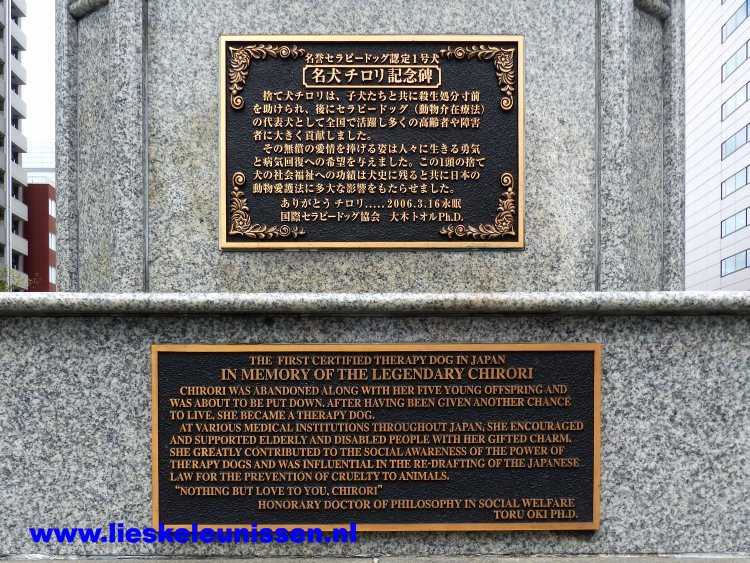 名誉セラピードッグ認定1号犬
名犬チロリ記念碑
捨て犬チロリは、子犬たちと共に殺生処分寸前
を助けられ、後にセラピードッグ(動物介在療法)
の代表犬として全国で活躍し多くの高齢者や障害
者に大きく貢献しました。
その無償の愛情を捧げる姿は人々に生きる勇気
と病気回復への希望を与えました。この1頭の捨て
犬の社会福祉への功績は犬史に残ると共に日本の
動物愛護法に多大な影響をもたらせました。
ありがとう チロリ.....2006.3.16永眠
国際セラピードッグ協会 大木トオルPh.D.
THE FIRST CERTIFIED THERAPY DOG IN JAPAN
IN MEMORY OF THE LEGENDARY CHIRORI
CHIRORI WAS ABANDONED ALONG WITH HER FIVE YOUNG OFFSPRING AND
WAS ABOUT TO BE PUT DOWN. AFTER HAVING BEEN GIVEN ANOTHER CHANCE
TO LIVE, SHE BECAME A THERAPY DOG.
AT VARIOUS MEDICAL INSTITUTIONS THROUGHOUT JAPAN, SHE ENCOURAGED
AND SUPPORTED ELDERLY AND DISABLED PEOPLE WITH HER GIFTED CHARM.
SHE GREATLY CONTRIBUTED TO THE SOCIAL AWARENESS OF THE POWER OF
THERAPY DOGS AND WAS INFLUENTIAL IN THE RE-DRAFTING OF THE JAPANESE
LAW FOR THE PREVENTION OF CRUELTY TO ANIMALS.
"NOTHING BUT LOVE TO YOU, CHIRORI"
HONORARY DOCTOR OF PHILOSOPHY IN SOCIAL WELFARE
TORU OKI PH.D.
www.lieskeleunissen.nl